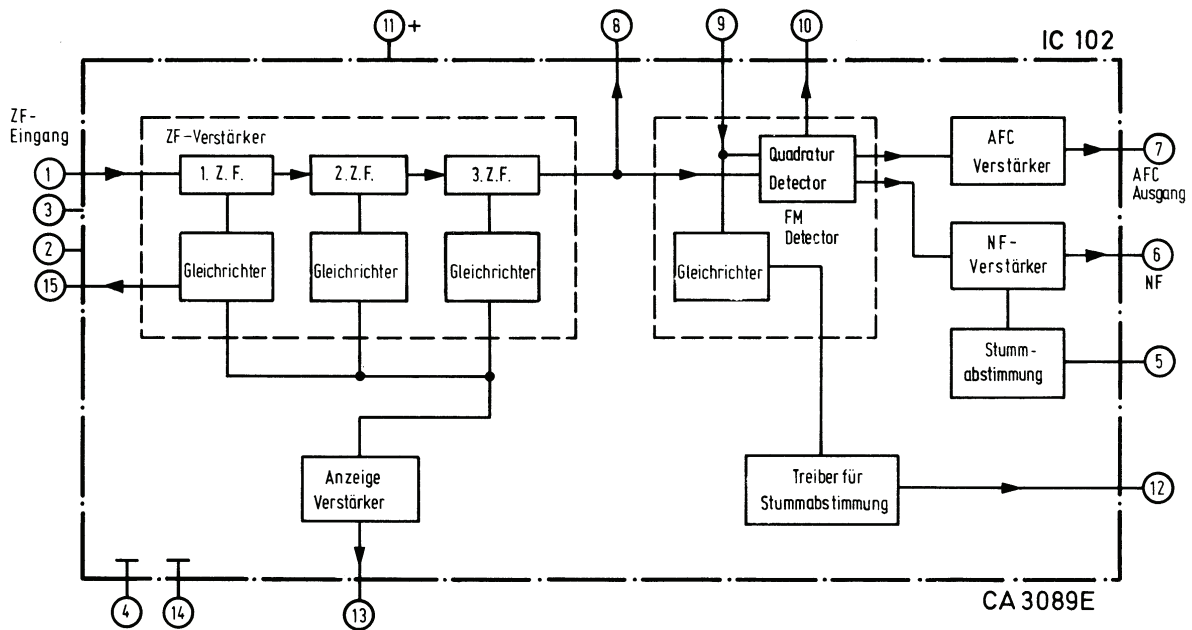 11 +
8
9
10
IC 102
ZF-
Eingang
ZF-Verstärker
1
1. Z. F.
2. Z. F.
3. Z. F.
Quadratur
Detector
AFC
Verstärker
7
AFC
Ausgang
3
2
15
Gleichrichter
Gleichrichter
Gleichrichter
FM
Detector
Gleichrichter
NF-
Verstärker
6
NF
Stumm-
abstimmung
5
Anzeige
Verstärker
Treiber für
Stummabstimmung
12
4
14
13
CA 3089E